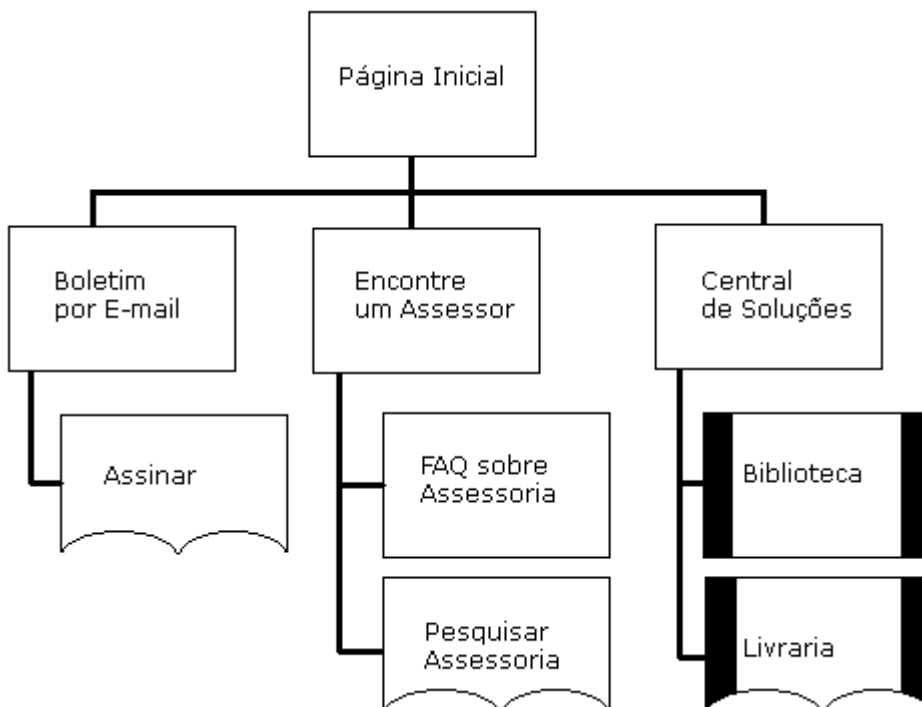 Página Inicial
Boletim
por E-mail
Encontre
um Assessor
Central
de Soluções
Assinar
FAQ sobre
Assessoria
Biblioteca
Pesquisar
Assessoria
Livraria